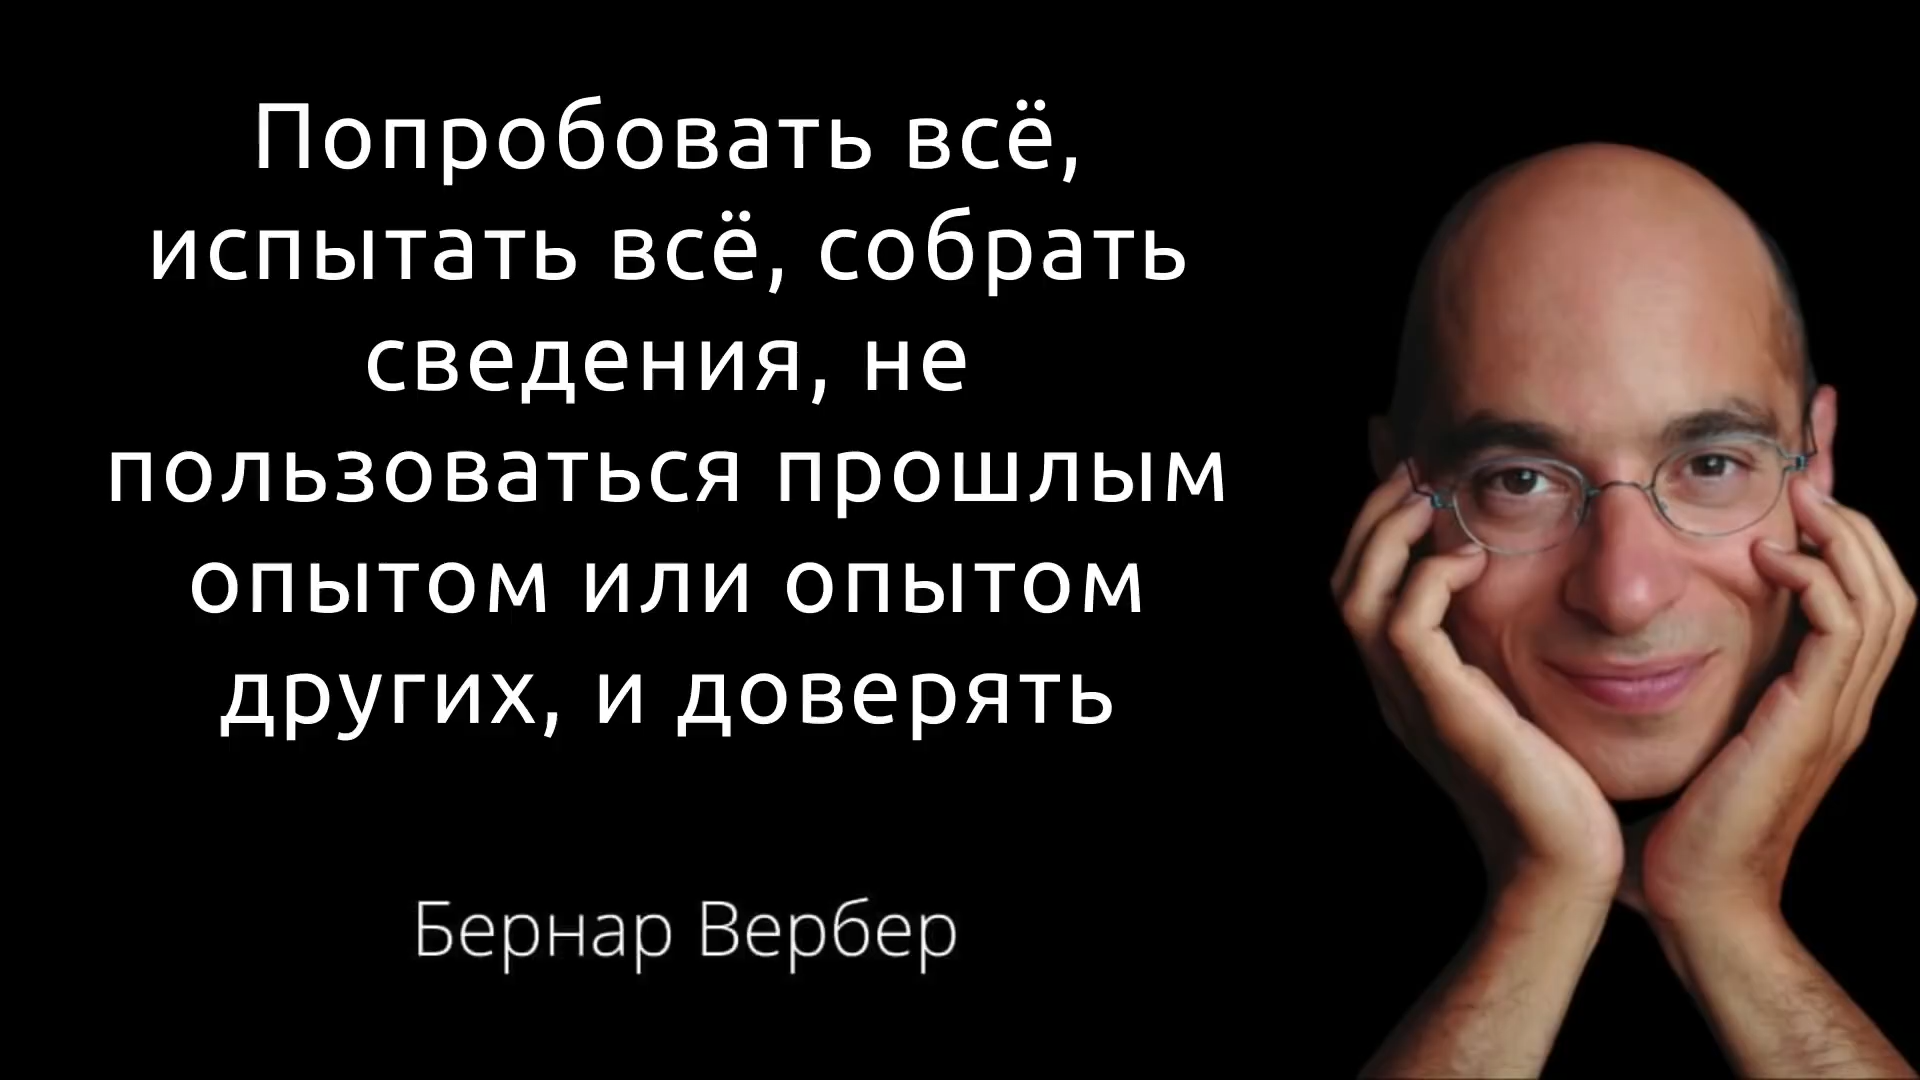 Попробовать всё,
испытать всё, собрать
сведения, не
пользоваться прошлым
опытом или опытом
других, и доверять
Бернар Вербер